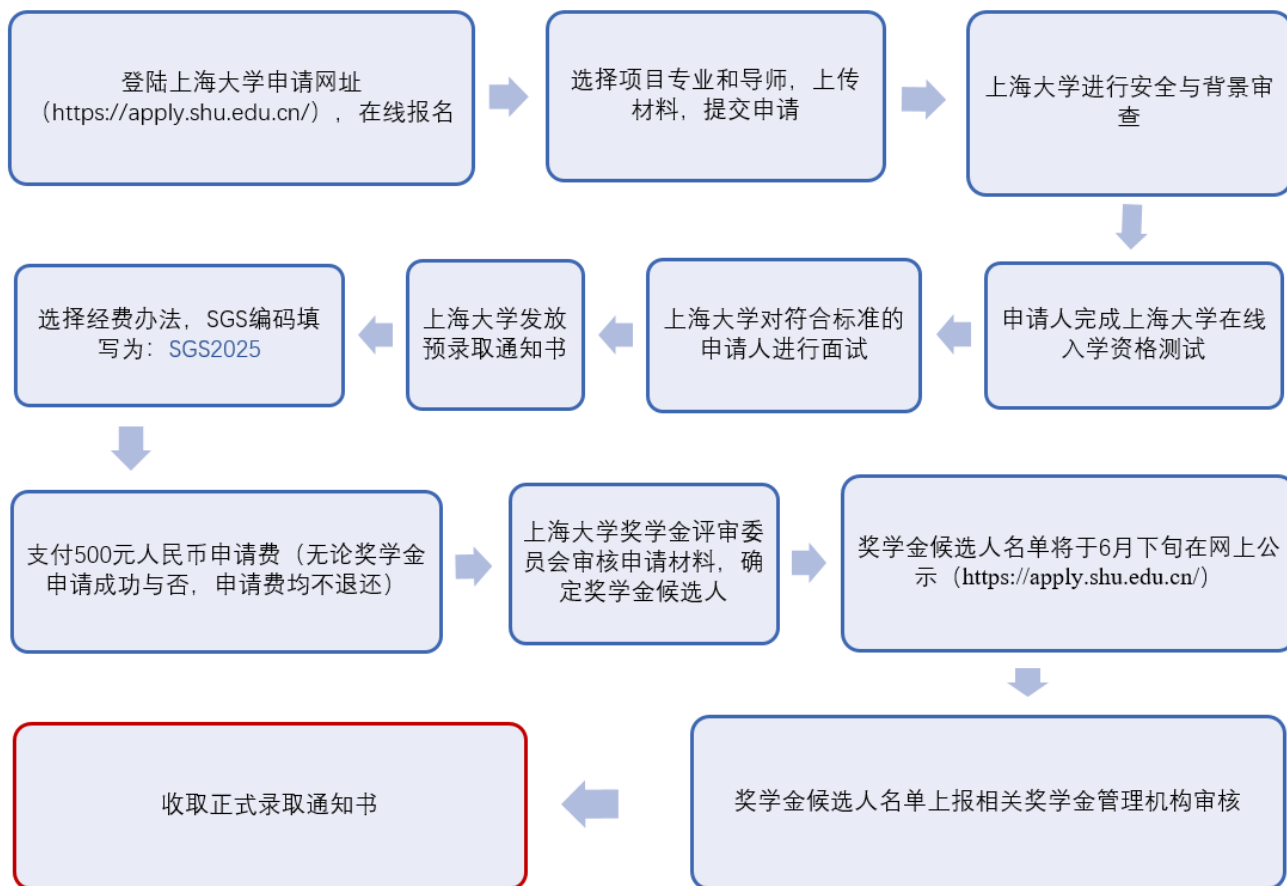 登陆上海大学申请网址
（https://apply.shu.edu.cn/），在线报名
选择项目专业和导师，上传
材料，提交申请
上海大学进行安全与背景审
查
申请人完成上海大学在线
入学资格测试
上海大学对符合标准的
申请人进行面试
上海大学发放
预录取通知书
选择经费办法，SGS编码填
写为：SGS2025
支付500元人民币申请费（无论奖学金
申请成功与否，申请费均不退还）
上海大学奖学金评审委
员会审核申请材料，确
定奖学金候选人
奖学金候选人名单将于6月下旬在网上公
示（https://apply.shu.edu.cn/）
奖学金候选人名单上报相关奖学金管理机构审核
收取正式录取通知书